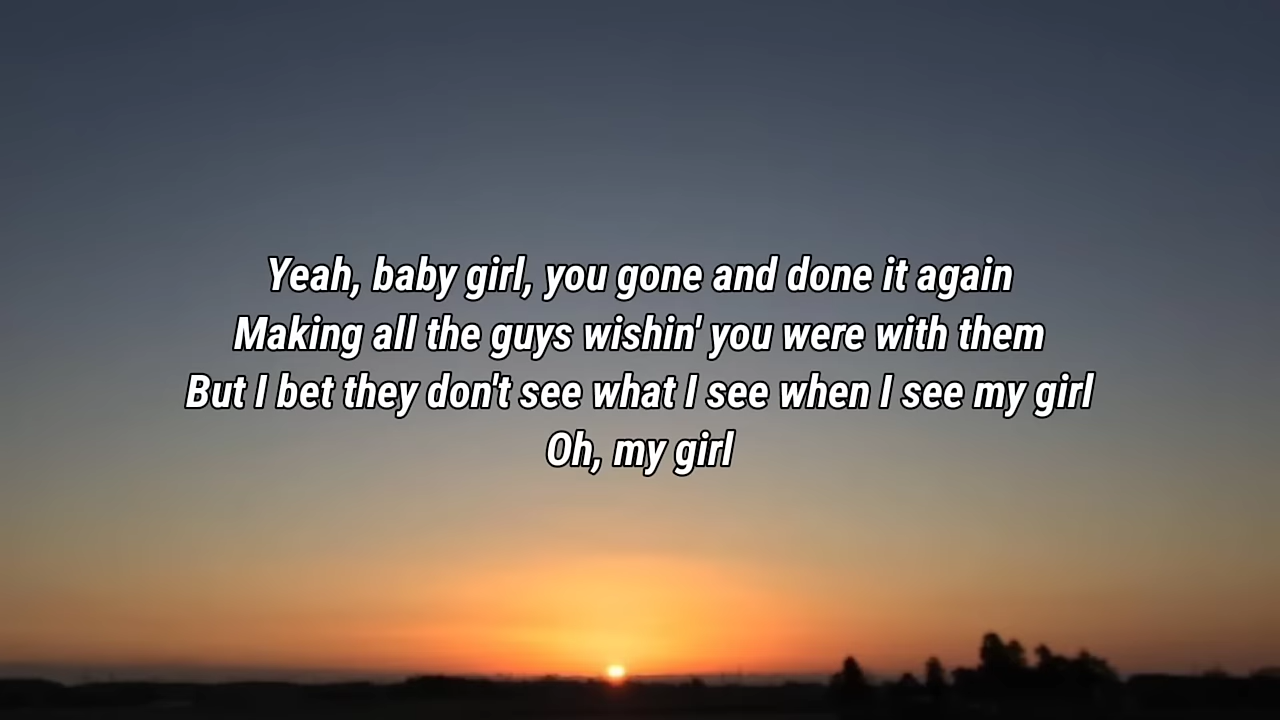 Yeah, baby girl, you gone and done it again
Making all the guys wishin' you were with them
But I bet they don't see what I see when I see my girl
Oh, my girl